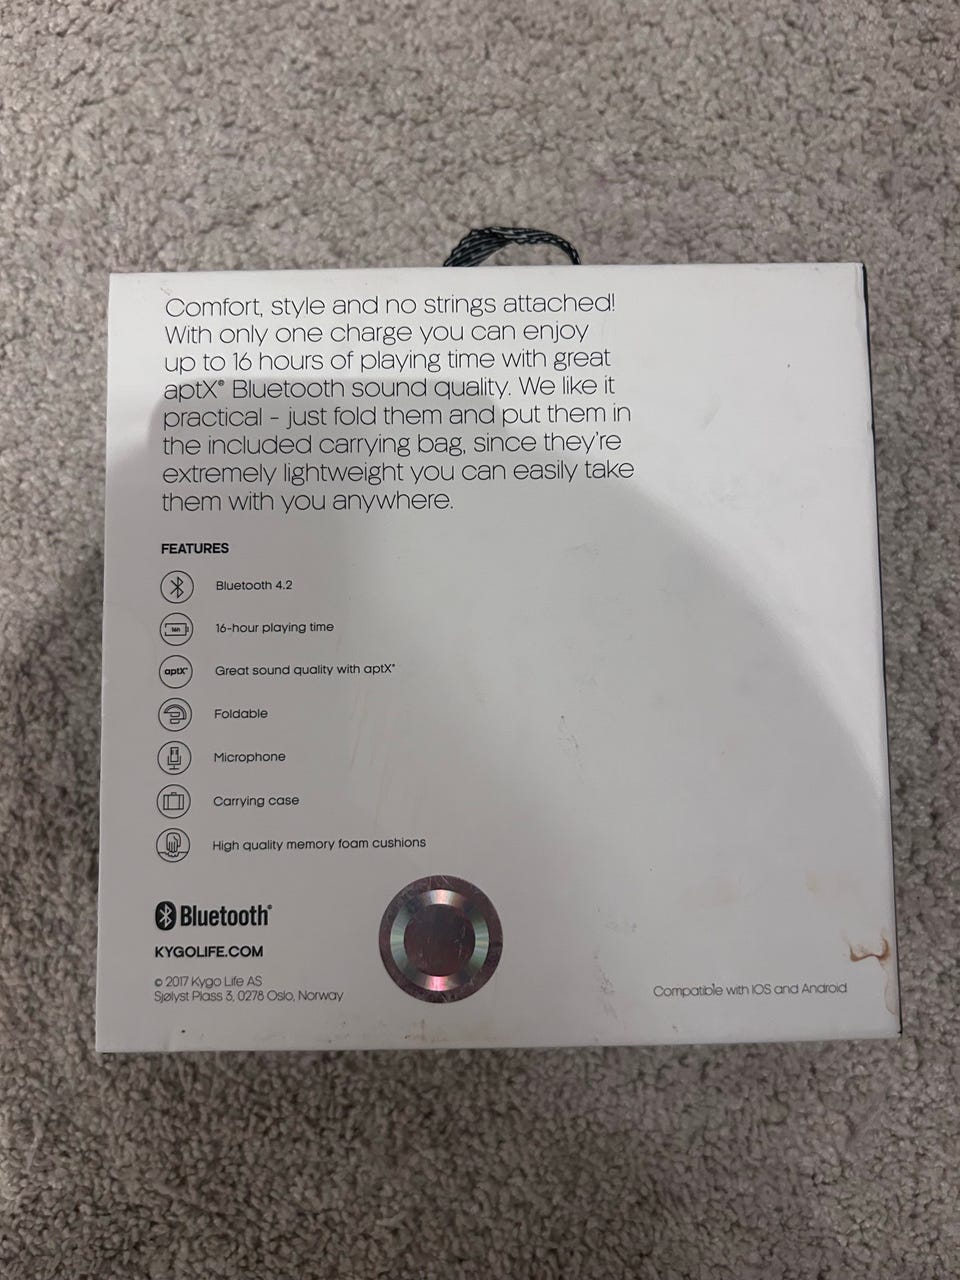 Comfort, style and no strings attached!
With only one charge you can enjoy
up to 16 hours of playing time with great
aptX® Bluetooth sound quality. We like it
practical - just fold them and put them in
the included carrying bag, since they're
extremely lightweight you can easily take
them with you anywhere.
FEATURES
Bluetooth 4.2
16h
16-hour playing time
aptX®
Great sound quality with aptX®
Foldable
Microphone
Carrying case
High quality memory foam cushions
Bluetooth®
KYGOLIFE.COM
© 2017 Kygo Life AS
Sjølyst Plass 3, 0278 Oslo, Norway
Compatible with IOS and Android